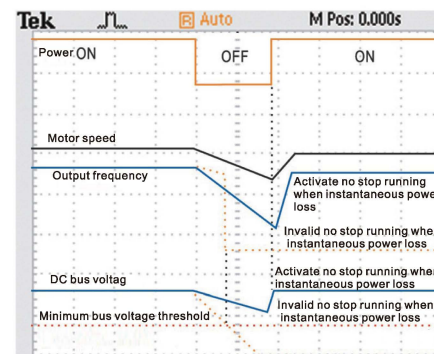 Tek R Auto M Pos: 0.000s
Power ON OFF ON
Motor speed
Output frequency
Activate no stop running
when instantaneous powe
loss
Invalid no stop running whe
instantaneous power loss
DC bus voltag
Activate no stop running whe
instantaneous power loss
Minimum bus voltage threshold
Invalid no stop running when
instantaneous power loss